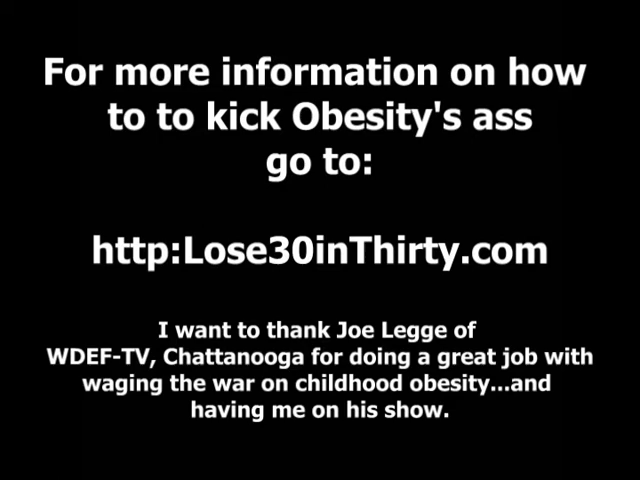 For more information on how
to to kick Obesity's ass
go to:
http:Lose30inThirty.com
I want to thank Joe Legge of
WDEF-TV, Chattanooga for doing a great job with
waging the war on childhood obesity...and
having me on his show.